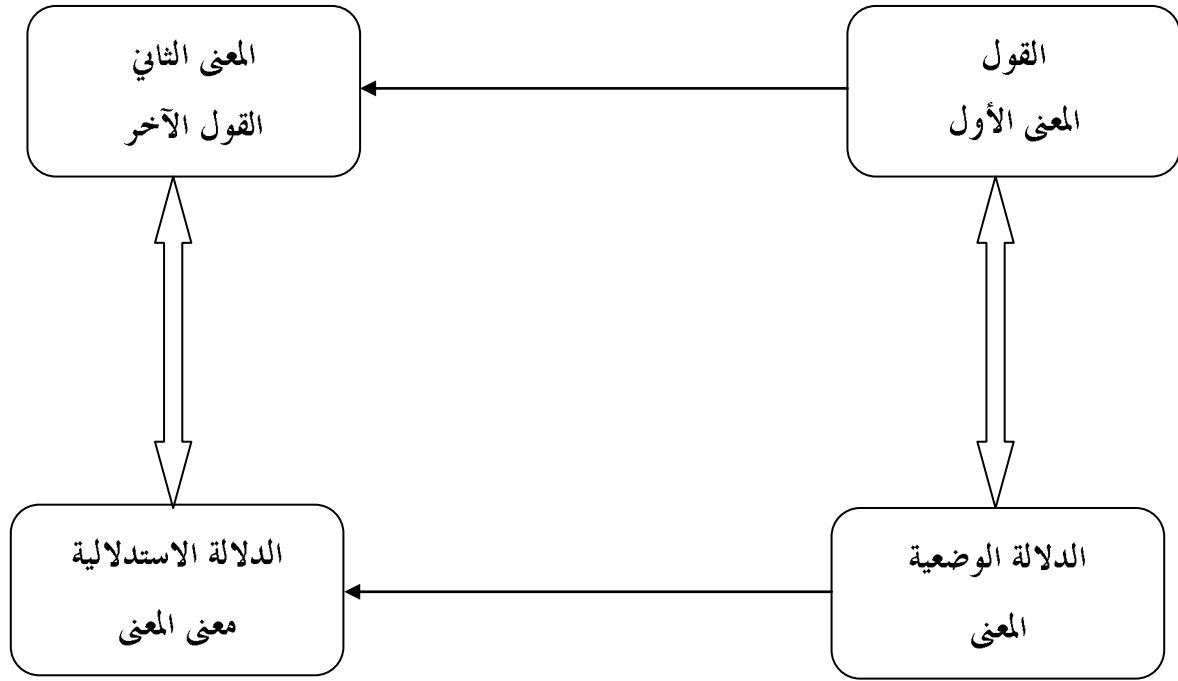 القول
المعنى الأول
المعنى الثاني
القول الآخر
الدلالة الوضعية
المعنى
الدلالة الاستدلالية
معنى المعنى